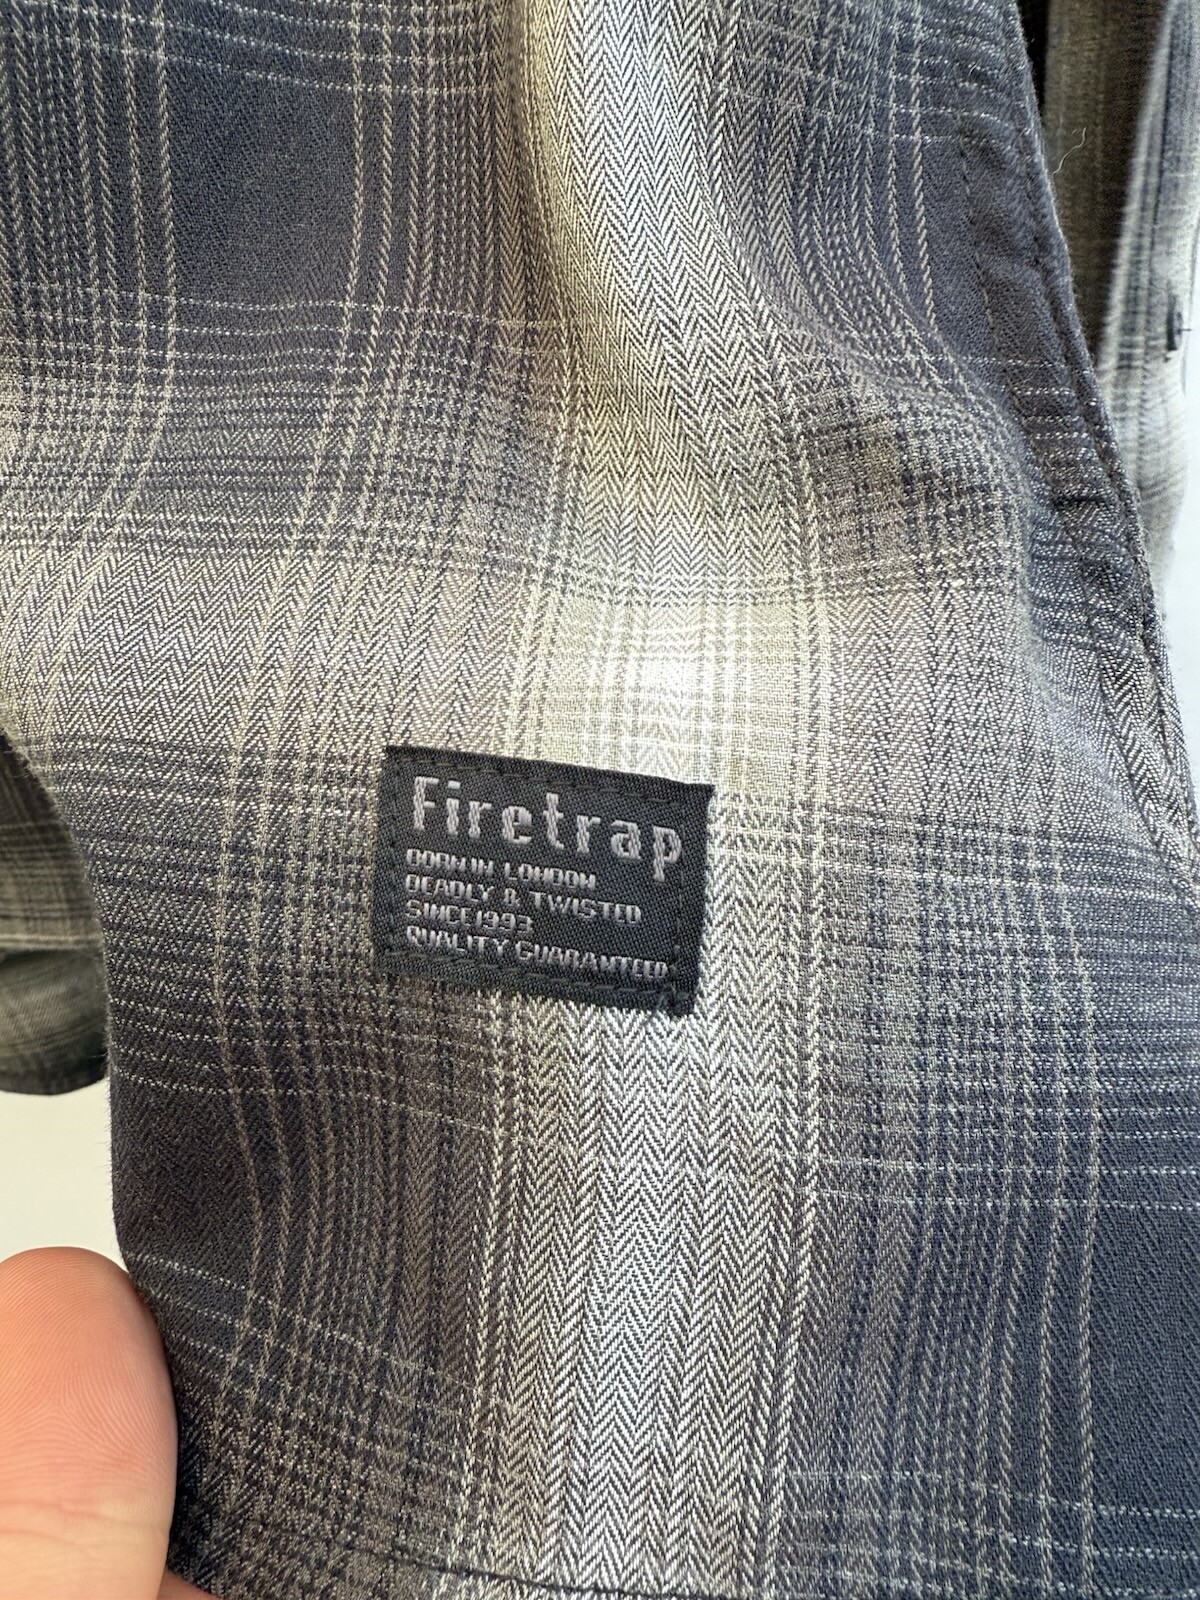 Firetrap
BORN IN LONDON
DEADLY & TWISTED
SINCE 1993
QUALITY GUARANTEED